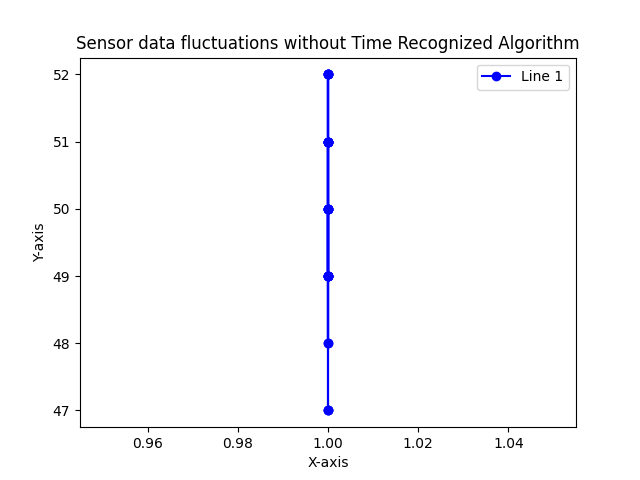 Sensor data fluctuations without Time Recognized Algorithm
Line 1
52
51
50
49
48
47
Y-axis
0.96 0.98 1.00 1.02 1.04
X-axis